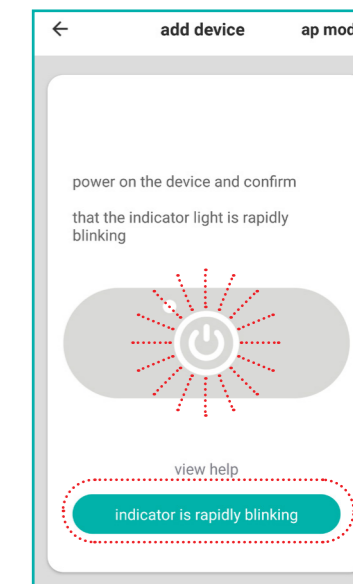 add device ap mod
power on the device and confirm
that the indicator light is rapidly
blinking
view help
indicator is rapidly blinking